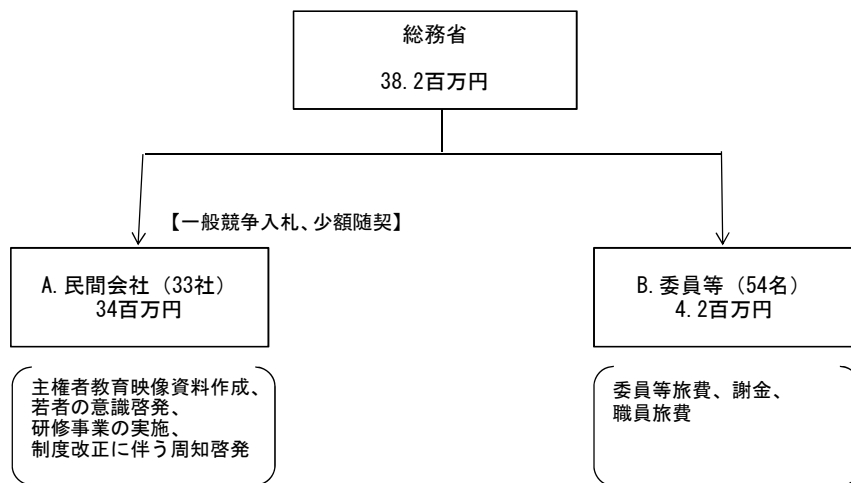 総務省
38.2百万円
【一般競争入札、少額随契】
A.民間会社（33社）
34百万円
B.委員等（54名）
4.2百万円
主権者教育映像資料作成、
若者の意識啓発、
研修事業の実施、
制度改正に伴う周知啓発
委員等旅費、謝金、
職員旅費